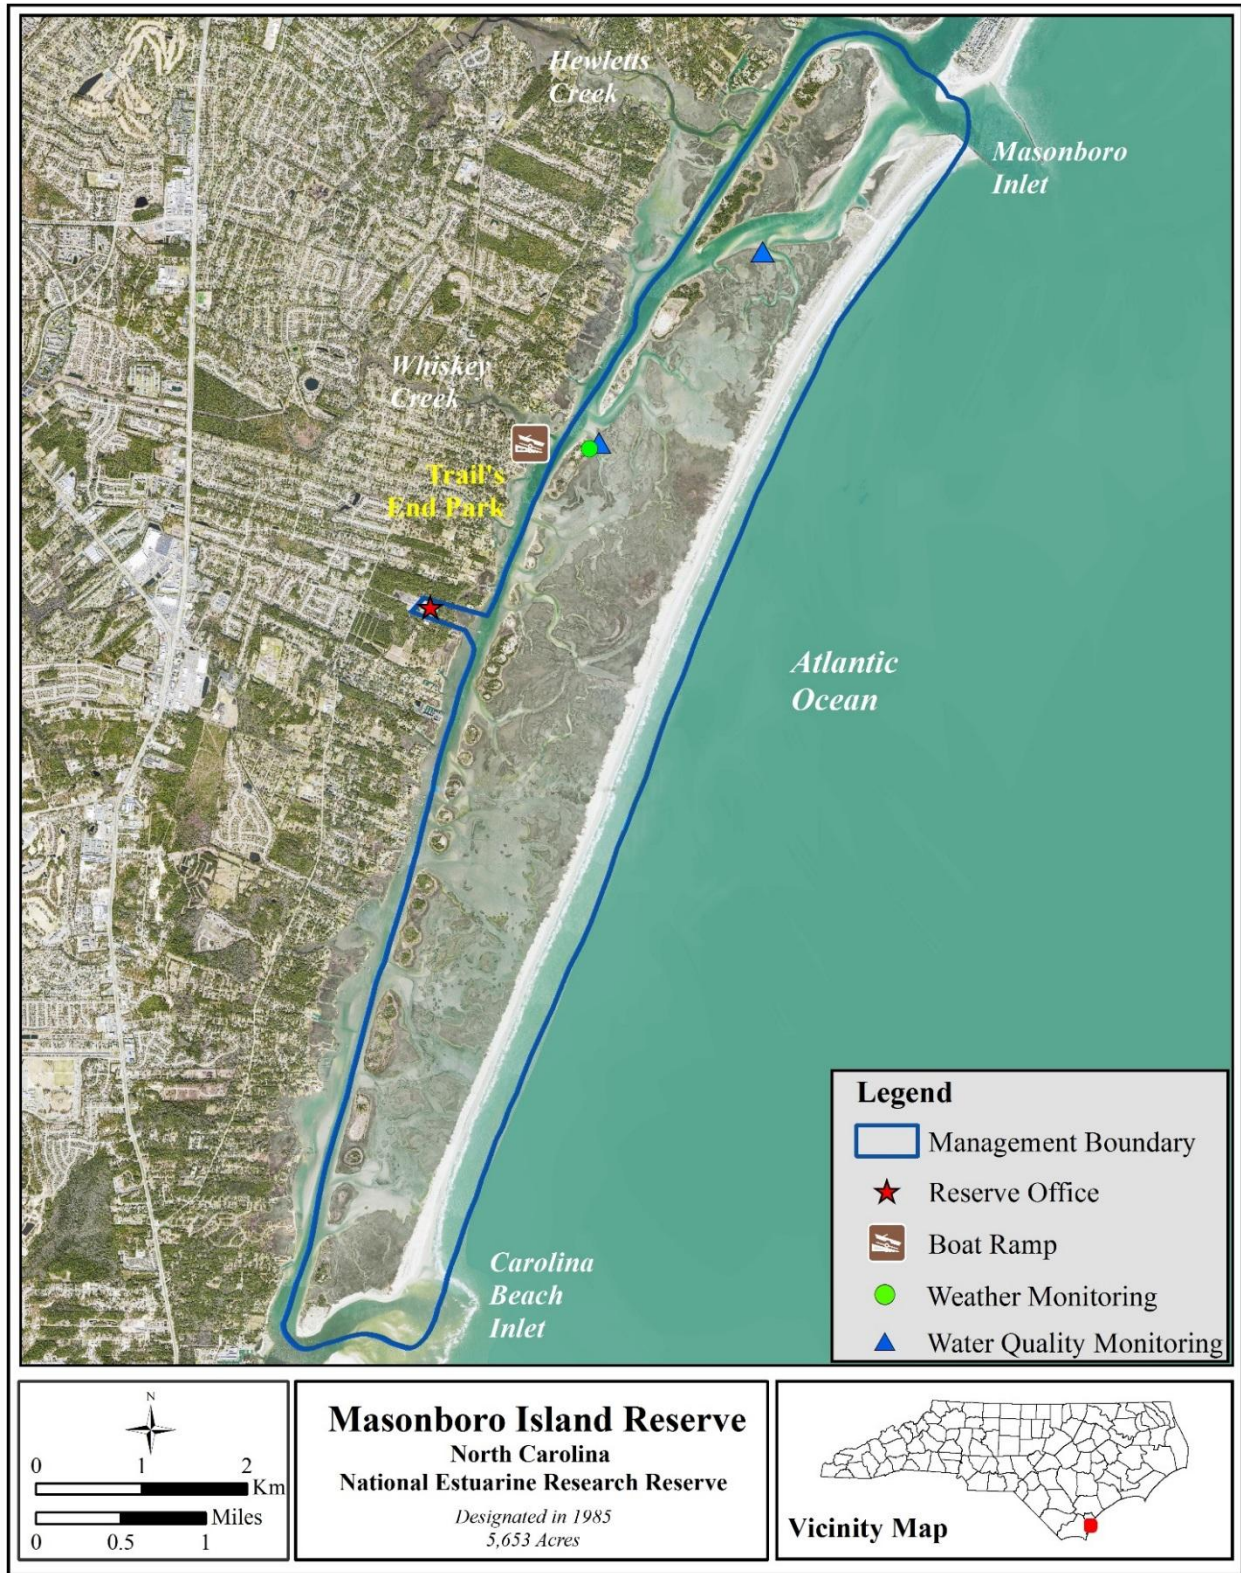 Hewletts
Creek
Masonboro
Inlet
Whiskey
Creek
Trail's
End Park
Atlantic
Ocean
Carolina
Beach
Inlet
Legend
Management Boundary
Reserve Office
Boat Ramp
Weather Monitoring
Water Quality Monitoring
N
0 1 2
Km
Miles
0 0.5 1
Masonboro Island Reserve
North Carolina
National Estuarine Research Reserve
Designated in 1985
5,653 Acres
Vicinity Map